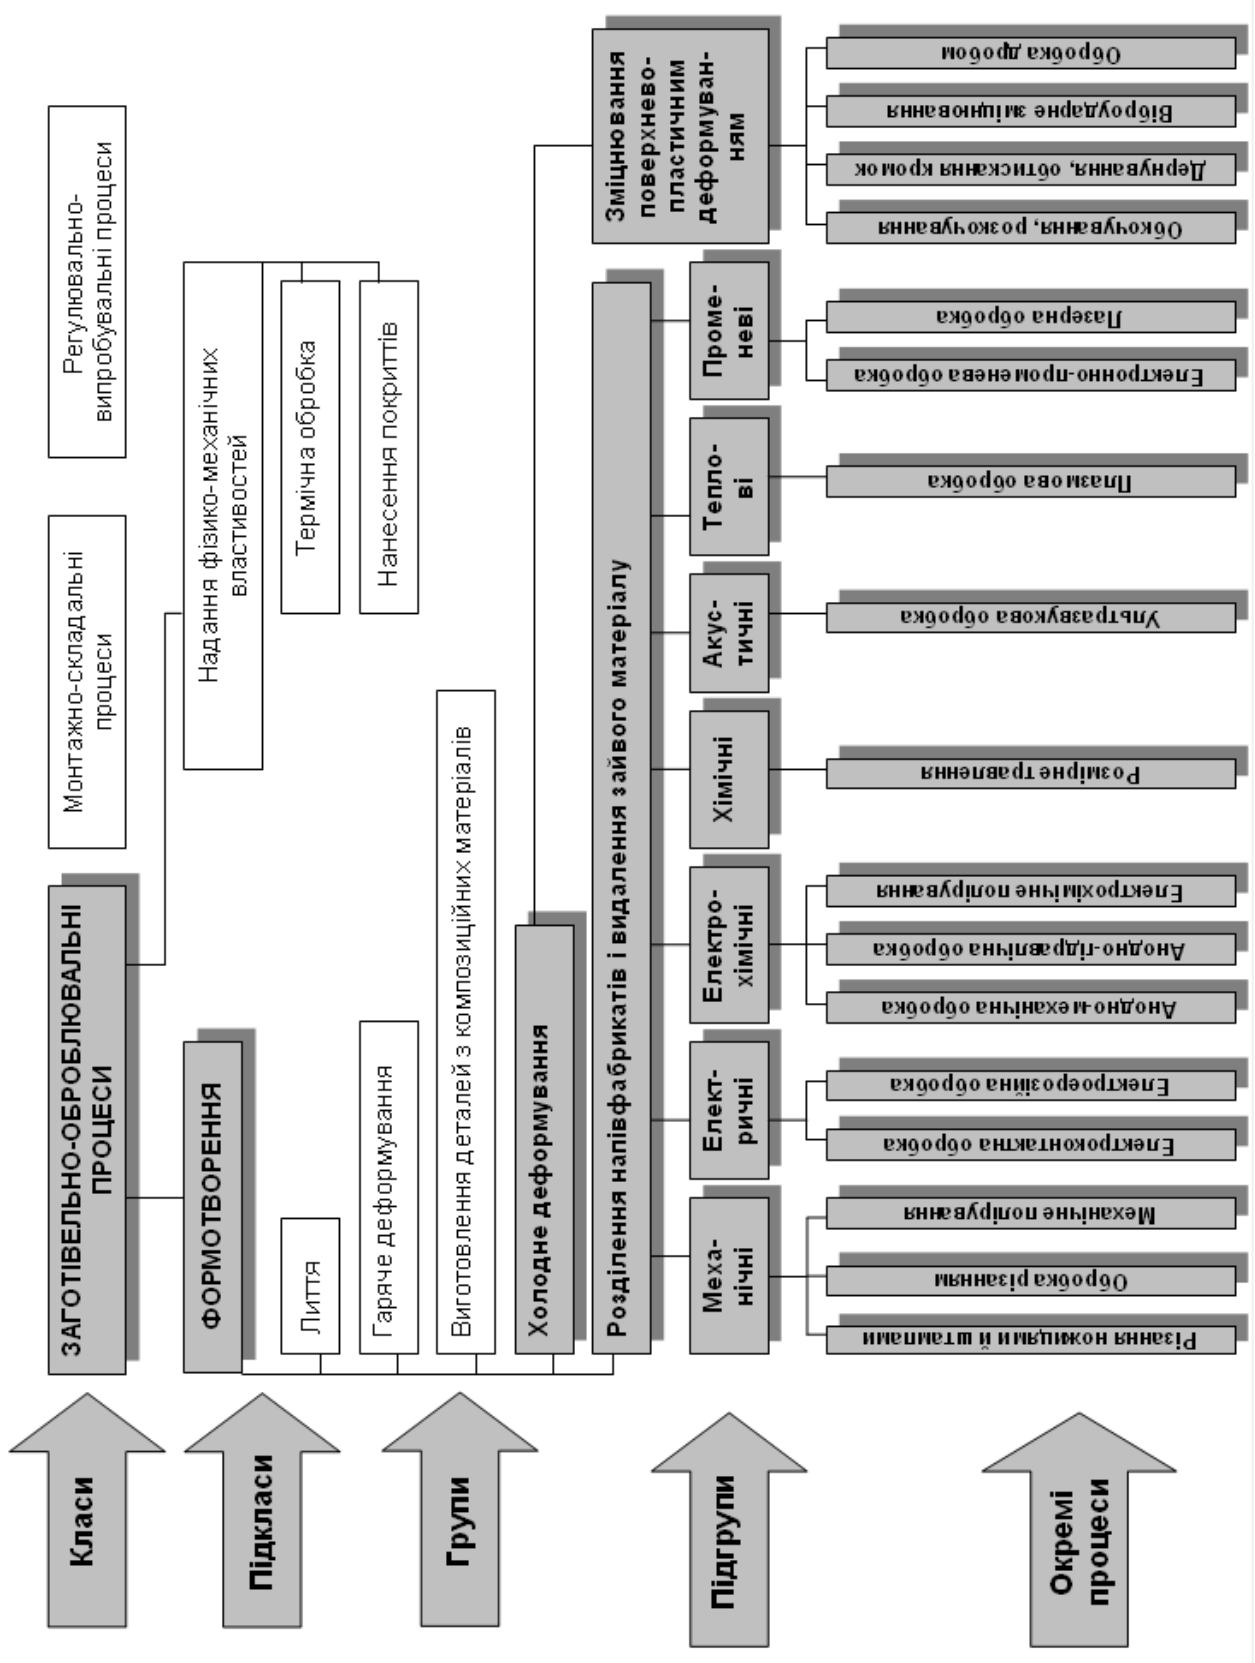 Класи
ЗАГОТІВЕЛЬНО-ОБРОБЛЮВАЛЬНІ
ПРОЦЕСИ
Монтажно-складальні
процеси
Регулювально-
випробувальні процеси
Підкласи
ФОРМОТВОРЕННЯ
Надання фізико-механічних
властивостей
Термічна обробка
Нанесення покриттів
Групи
Лиття
Гаряче деформування
Виготовлення деталей з композиційних матеріалів
Холодне деформування
Розділення напівфабрикатів і видалення зайвого матеріалу
Зміцнювання
поверхнево-
пластичним
деформуван-
ням
Підгрупи
Меха-
нічні
Елект-
ричні
Електро-
хімічні
Хімічні
Акус-
тичні
Тепло-
ві
Проме-
неві
Окремі
процеси
Різання ножицями й штампами
Обробка різанням
Механічне полірування
Електроконтактна обробка
Електроерозійна обробка
Анодно-механічна обробка
Анодно-гідравлічна обробка
Електрохімічне полірування
Розмірне травлення
Ультразвукова обробка
Плазмова обробка
Електронно-променева обробка
Лазерна обробка
Обкочування, розкочування
Дернування, обтискання кромок
Віброударне зміцнювання
Обробка дробом